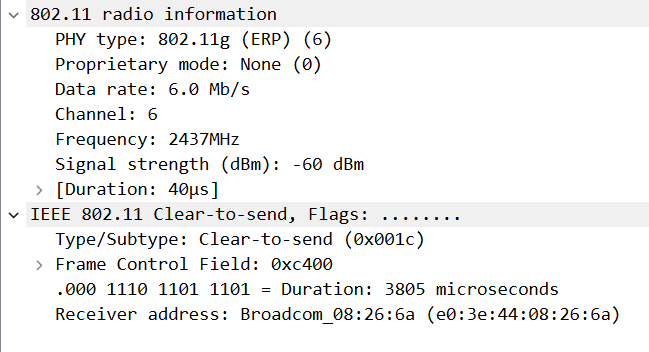 802.11 radio information
PHY type: 802.11g (ERP) (6)
Proprietary mode: None (0)
Data rate: 6.0 Mb/s
Channel: 6
Frequency: 2437MHz
Signal strength (dBm): -60 dBm
[Duration: 40µs]
IEEE 802.11 Clear-to-send, Flags: ........
Type/Subtype: Clear-to-send (0x001c)
Frame Control Field: 0xc400
.000 1110 1101 1101 = Duration: 3805 microseconds
Receiver address: Broadcom_08:26:6a (e0:3e:44:08:26:6a)